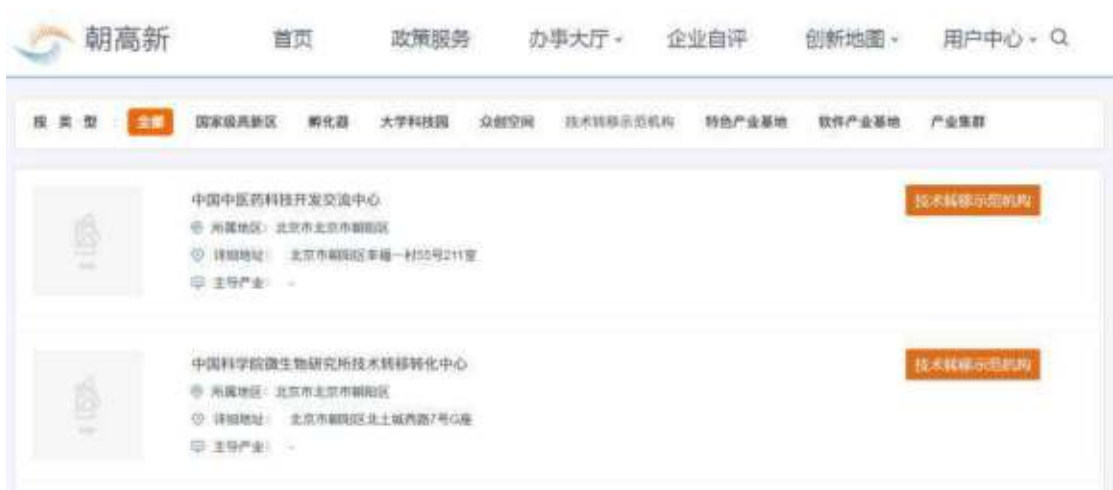 朝高新 首页 政策服务 办事大厅 企业自评 创新地图 用户中心
按 类 型 : 全部 国家级高新区 孵化器 大学科技园 众创空间 技术转移示范机构 特色产业基地 软件产业基地 产业集群
中国中医药科技开发交流中心 技术转移示范机构
所属地区: 北京市北京市朝阳区
详细地址: 北京市朝阳区幸福一村55号211室
主导产业: -
中国科学院微生物研究所技术转移转化中心 技术转移示范机构
所属地区: 北京市北京市朝阳区
详细地址: 北京市朝阳区北土城西路7号G座
主导产业: -